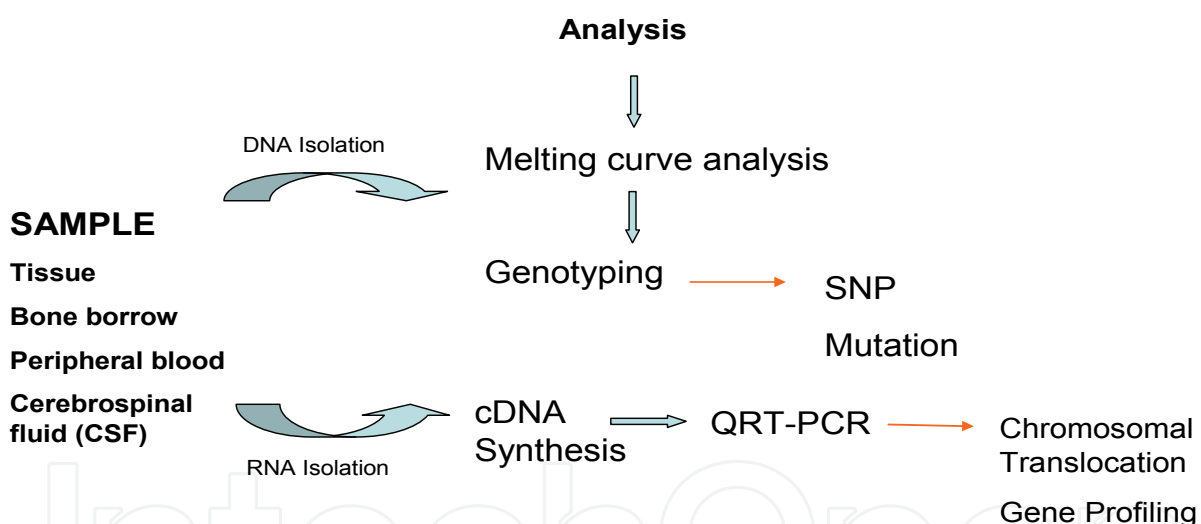 Analysis
DNA Isolation
Melting curve analysis
SAMPLE
Tissue
Genotyping
SNP
Bone borrow
Mutation
Peripheral blood
Cerebrospinal
fluid (CSF)
cDNA
Synthesis
QRT-PCR
Chromosomal
Translocation
RNA Isolation
Gene Profiling